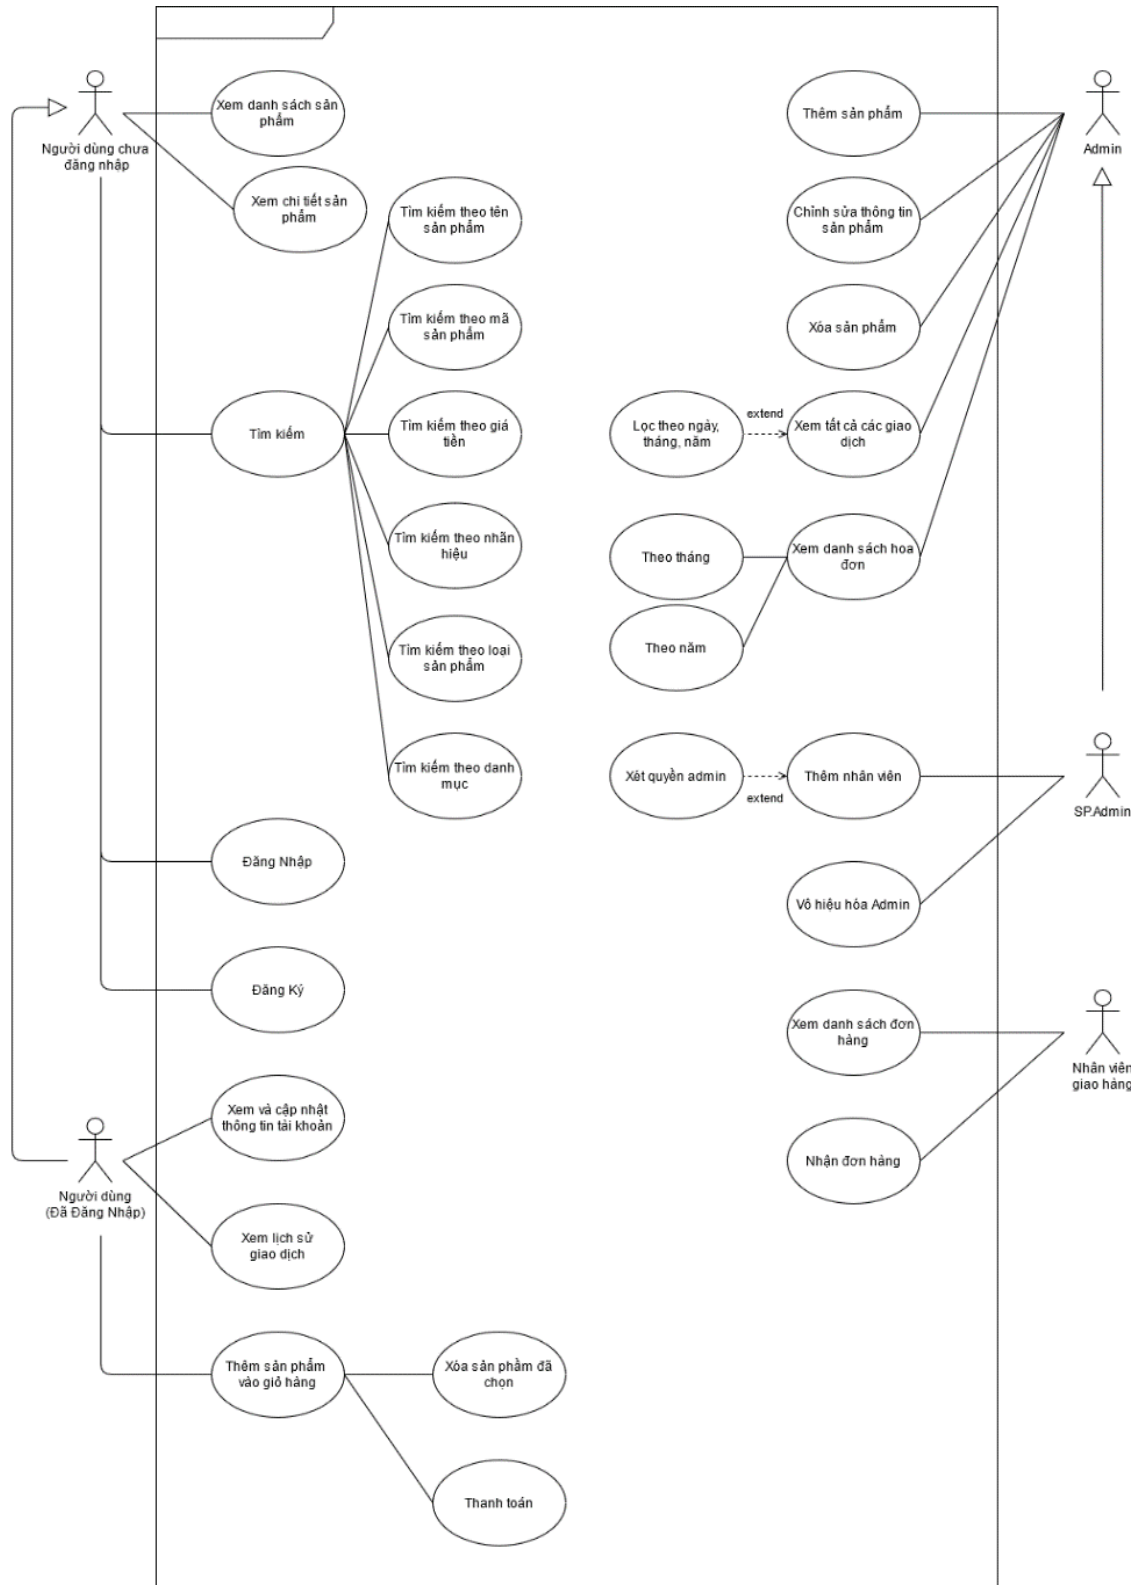 Người dùng chưa
đăng nhập
Xem danh sách sản
phẩm
Xem chi tiết sản
phẩm
Tìm kiếm theo tên
sản phẩm
Tìm kiếm theo mã
sản phẩm
Tìm kiếm
Tìm kiếm theo giá
tiền
Tìm kiếm theo nhãn
hiệu
Tìm kiếm theo loại
sản phẩm
Tìm kiếm theo danh
mục
Đăng Nhập
Đăng Ký
Xem và cập nhật
thông tin tài khoản
Người dùng
(Đã Đăng Nhập)
Xem lịch sử
giao dịch
Thêm sản phẩm
vào giỏ hàng
Xóa sản phầm đã
chọn
Thanh toán
Thêm sản phẩm
Admin
Chỉnh sửa thông tin
sản phẩm
Xóa sản phẩm
Lọc theo ngày,
tháng, năm
extend
Xem tất cả các giao
dịch
Theo tháng
Xem danh sách hoa
đơn
Theo năm
Xét quyền admin
extend
Thêm nhân viên
SP.Admin
Vô hiệu hóa Admin
Xem danh sách đơn
hàng
Nhân viên
giao hàng
Nhận đơn hàng